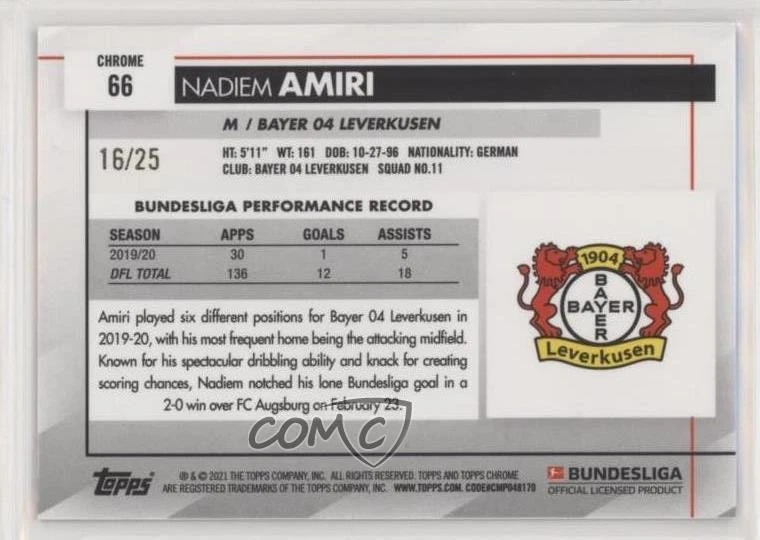 CHROME
66
NADIEM AMIRI
M / BAYER 04 LEVERKUSEN
16/25
HT: 5'11" WT: 161 DOB: 10-27-96 NATIONALITY: GERMAN
CLUB: BAYER 04 LEVERKUSEN SQUAD NO.11
BUNDESLIGA PERFORMANCE RECORD
SEASON APPS GOALS ASSISTS
2019/20 30 1 5
DFL TOTAL 136 12 18
Amiri played six different positions for Bayer 04 Leverkusen in
2019-20, with his most frequent home being the attacking midfield.
Known for his spectacular dribbling ability and knack for creating
scoring chances, Nadiem notched his lone Bundesliga goal in a
2-0 win over FC Augsburg on February 23.
1904
BAYER
BAYER
Leverkusen
COMC
Topps
® & © 2021 THE TOPPS COMPANY, INC. ALL RIGHTS RESERVED. TOPPS AND TOPPS CHROME
ARE REGISTERED TRADEMARKS OF THE TOPPS COMPANY, INC. WWW.TOPPS.COM. CODE#CMP048170
BUNDESLIGA
OFFICIAL LICENSED PRODUCT